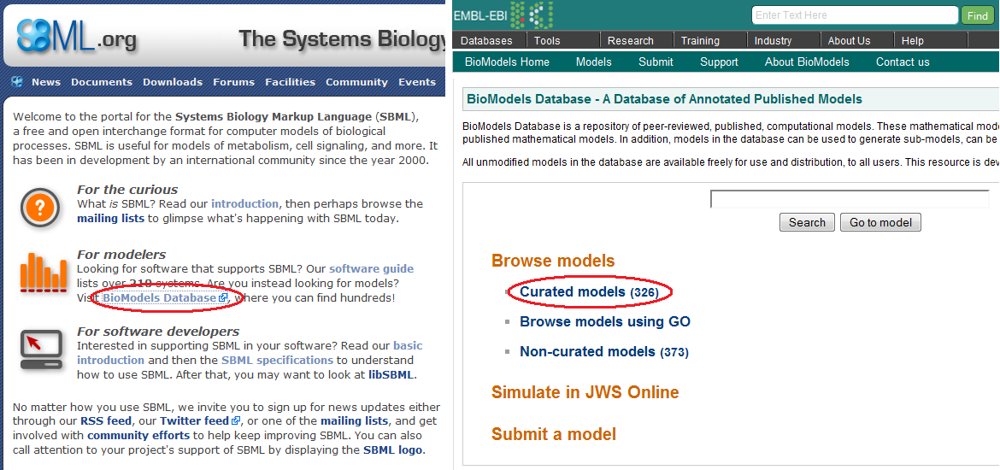 SBML.org
The Systems Biology
News Documents Downloads Forums Facilities Community Events
Welcome to the portal for the Systems Biology Markup Language (SBML),
a free and open interchange format for computer models of biological
processes. SBML is useful for models of metabolism, cell signaling, and more. It
has been in development by an international community since the year 2000.
For the curious
What is SBML? Read our introduction, then perhaps browse the
mailing lists to glimpse what's happening with SBML today.
For modelers
Looking for software that supports SBML? Our software guide
lists over 210 systems. Are you instead looking for models?
Visit BioModels Database, where you can find hundreds!
For software developers
Interested in supporting SBML in your software? Read our basic
introduction and then the SBML specifications to understand
how to use SBML. After that, you may want to look at libSBML.
No matter how you use SBML, we invite you to sign up for news updates either
through our RSS feed, our Twitter feed, or one of the mailing lists, and get
involved with community efforts to help keep improving SBML. You can also
call attention to your project's support of SBML by displaying the SBML logo.
EMBL-EBI
Enter Text Here
Find
Databases Tools Research Training Industry About Us Help
BioModels Home Models Submit Support About BioModels Contact us
BioModels Database - A Database of Annotated Published Models
BioModels Database is a repository of peer-reviewed, published, computational models. These mathematical mode
published mathematical models. In addition, models in the database can be used to generate sub-models, can be
All unmodified models in the database are available freely for use and distribution, to all users. This resource is dev
Search Go to model
Browse models
Curated models (326)
Browse models using GO
Non-curated models (373)
Simulate in JWS Online
Submit a model